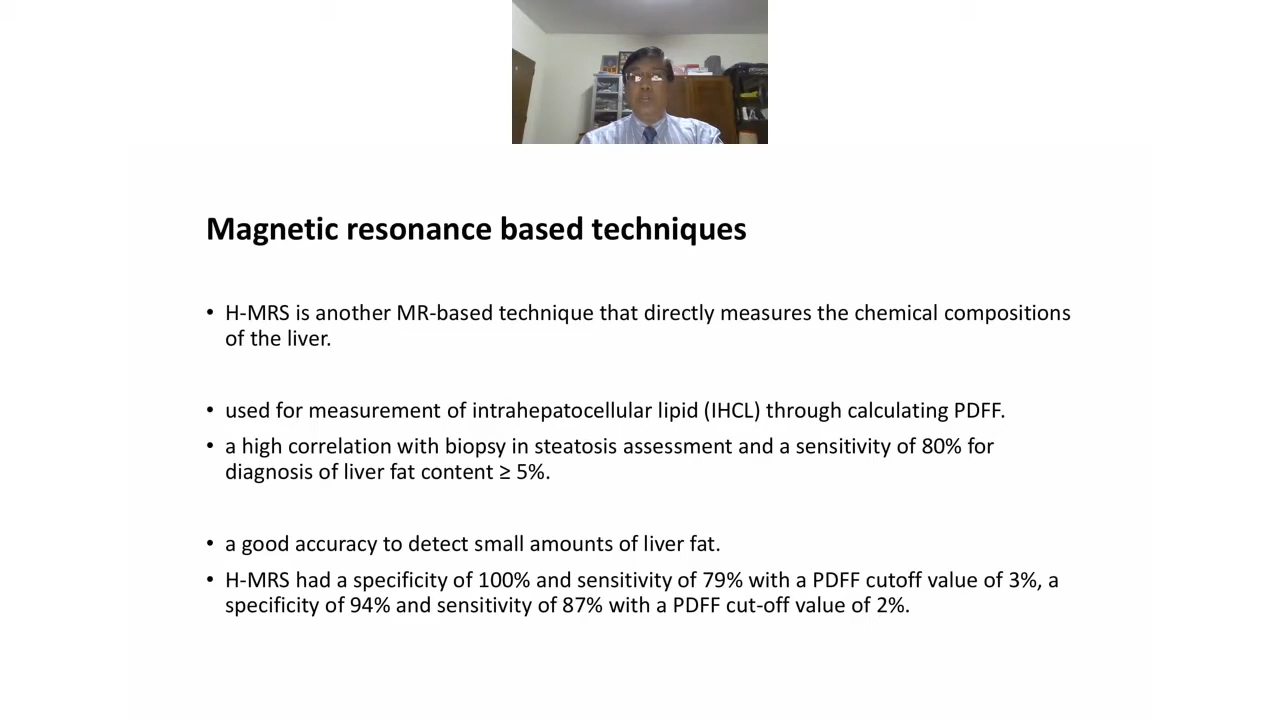 Magnetic resonance based techniques
• H-MRS is another MR-based technique that directly measures the chemical compositions
of the liver.
• used for measurement of intrahepatocellular lipid (IHCL) through calculating PDFF.
• a high correlation with biopsy in steatosis assessment and a sensitivity of 80% for
diagnosis of liver fat content ≥ 5%.
• a good accuracy to detect small amounts of liver fat.
• H-MRS had a specificity of 100% and sensitivity of 79% with a PDFF cutoff value of 3%, a
specificity of 94% and sensitivity of 87% with a PDFF cut-off value of 2%.